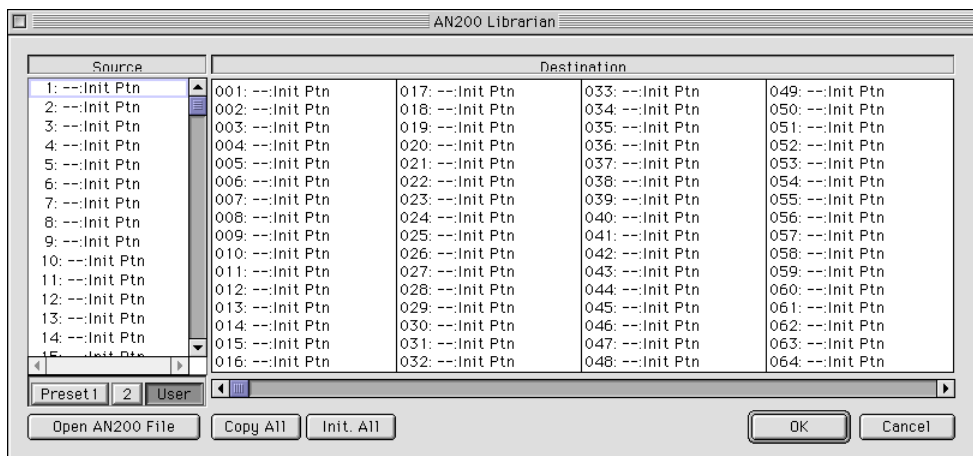 AN200 Librarian
Source
1: --:Init Ptn
2: --:Init Ptn
3: --:Init Ptn
4: --:Init Ptn
5: --:Init Ptn
6: --:Init Ptn
7: --:Init Ptn
8: --:Init Ptn
9: --:Init Ptn
10: --:Init Ptn
11: --:Init Ptn
12: --:Init Ptn
13: --:Init Ptn
14: --:Init Ptn
15: --:Init Ptn
Preset1 2 User
Open AN200 File
Destination
001: --:Init Ptn
002: --:Init Ptn
003: --:Init Ptn
004: --:Init Ptn
005: --:Init Ptn
006: --:Init Ptn
007: --:Init Ptn
008: --:Init Ptn
009: --:Init Ptn
010: --:Init Ptn
011: --:Init Ptn
012: --:Init Ptn
013: --:Init Ptn
014: --:Init Ptn
015: --:Init Ptn
016: --:Init Ptn
017: --:Init Ptn
018: --:Init Ptn
019: --:Init Ptn
020: --:Init Ptn
021: --:Init Ptn
022: --:Init Ptn
023: --:Init Ptn
024: --:Init Ptn
025: --:Init Ptn
026: --:Init Ptn
027: --:Init Ptn
028: --:Init Ptn
029: --:Init Ptn
030: --:Init Ptn
031: --:Init Ptn
032: --:Init Ptn
033: --:Init Ptn
034: --:Init Ptn
035: --:Init Ptn
036: --:Init Ptn
037: --:Init Ptn
038: --:Init Ptn
039: --:Init Ptn
040: --:Init Ptn
041: --:Init Ptn
042: --:Init Ptn
043: --:Init Ptn
044: --:Init Ptn
045: --:Init Ptn
046: --:Init Ptn
047: --:Init Ptn
048: --:Init Ptn
049: --:Init Ptn
050: --:Init Ptn
051: --:Init Ptn
052: --:Init Ptn
053: --:Init Ptn
054: --:Init Ptn
055: --:Init Ptn
056: --:Init Ptn
057: --:Init Ptn
058: --:Init Ptn
059: --:Init Ptn
060: --:Init Ptn
061: --:Init Ptn
062: --:Init Ptn
063: --:Init Ptn
064: --:Init Ptn
Copy All Init. All
OK Cancel